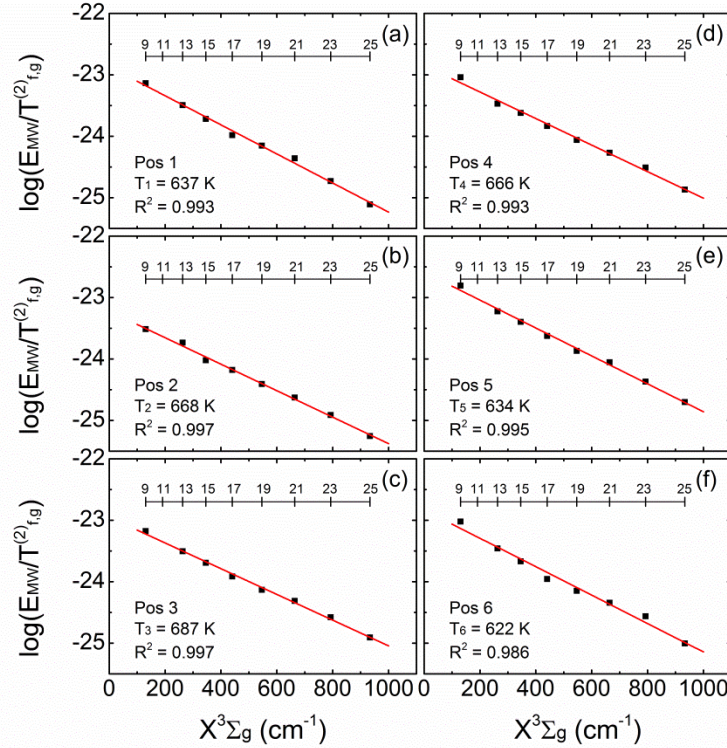 -22
-23
-24
-25
log(E_MW/T^(2)_f,g)
(a)
9 11 13 15 17 19 21 23 25
Pos 1
T₁ = 637 K
R² = 0.993
(d)
9 11 13 15 17 19 21 23 25
Pos 4
T₄ = 666 K
R² = 0.993
-22
-23
-24
-25
log(E_MW/T^(2)_f,g)
(b)
9 11 13 15 17 19 21 23 25
Pos 2
T₂ = 668 K
R² = 0.997
(e)
9 11 13 15 17 19 21 23 25
Pos 5
T₅ = 634 K
R² = 0.995
-22
-23
-24
-25
log(E_MW/T^(2)_f,g)
(c)
9 11 13 15 17 19 21 23 25
Pos 3
T₃ = 687 K
R² = 0.997
(f)
9 11 13 15 17 19 21 23 25
Pos 6
T₆ = 622 K
R² = 0.986
0 200 400 600 800 1000 0 200 400 600 800 1000
X³Σg (cm⁻¹) X³Σg (cm⁻¹)